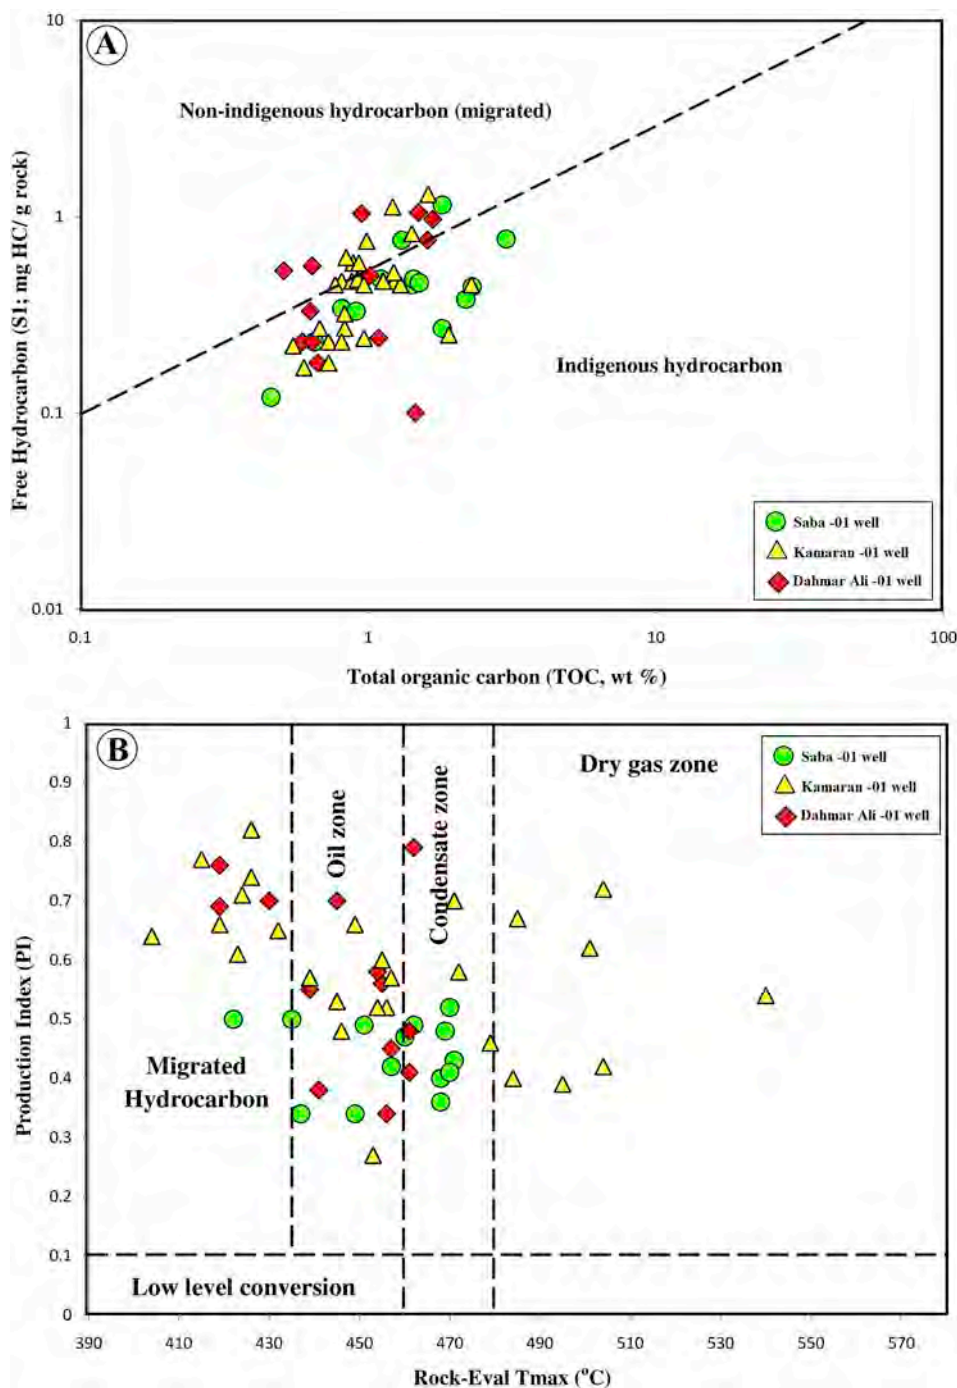 A
10
Non-indigenous hydrocarbon (migrated)
1
Free Hydrocarbon (S1; mg HC/ g rock)
Indigenous hydrocarbon
0.1
Saba -01 well
Kamaran -01 well
Dahmar Ali -01 well
0.01
0.1 1 10 100
Total organic carbon (TOC, wt %)
B
1
0.9
0.8
0.7
0.6
0.5
0.4
0.3
0.2
0.1
0
Production Index (PI)
Oil zone
Condensate zone
Dry gas zone
Saba -01 well
Kamaran -01 well
Dahmar Ali -01 well
Migrated
Hydrocarbon
Low level conversion
390 410 430 450 470 490 510 530 550 570
Rock-Eval Tmax (°C)